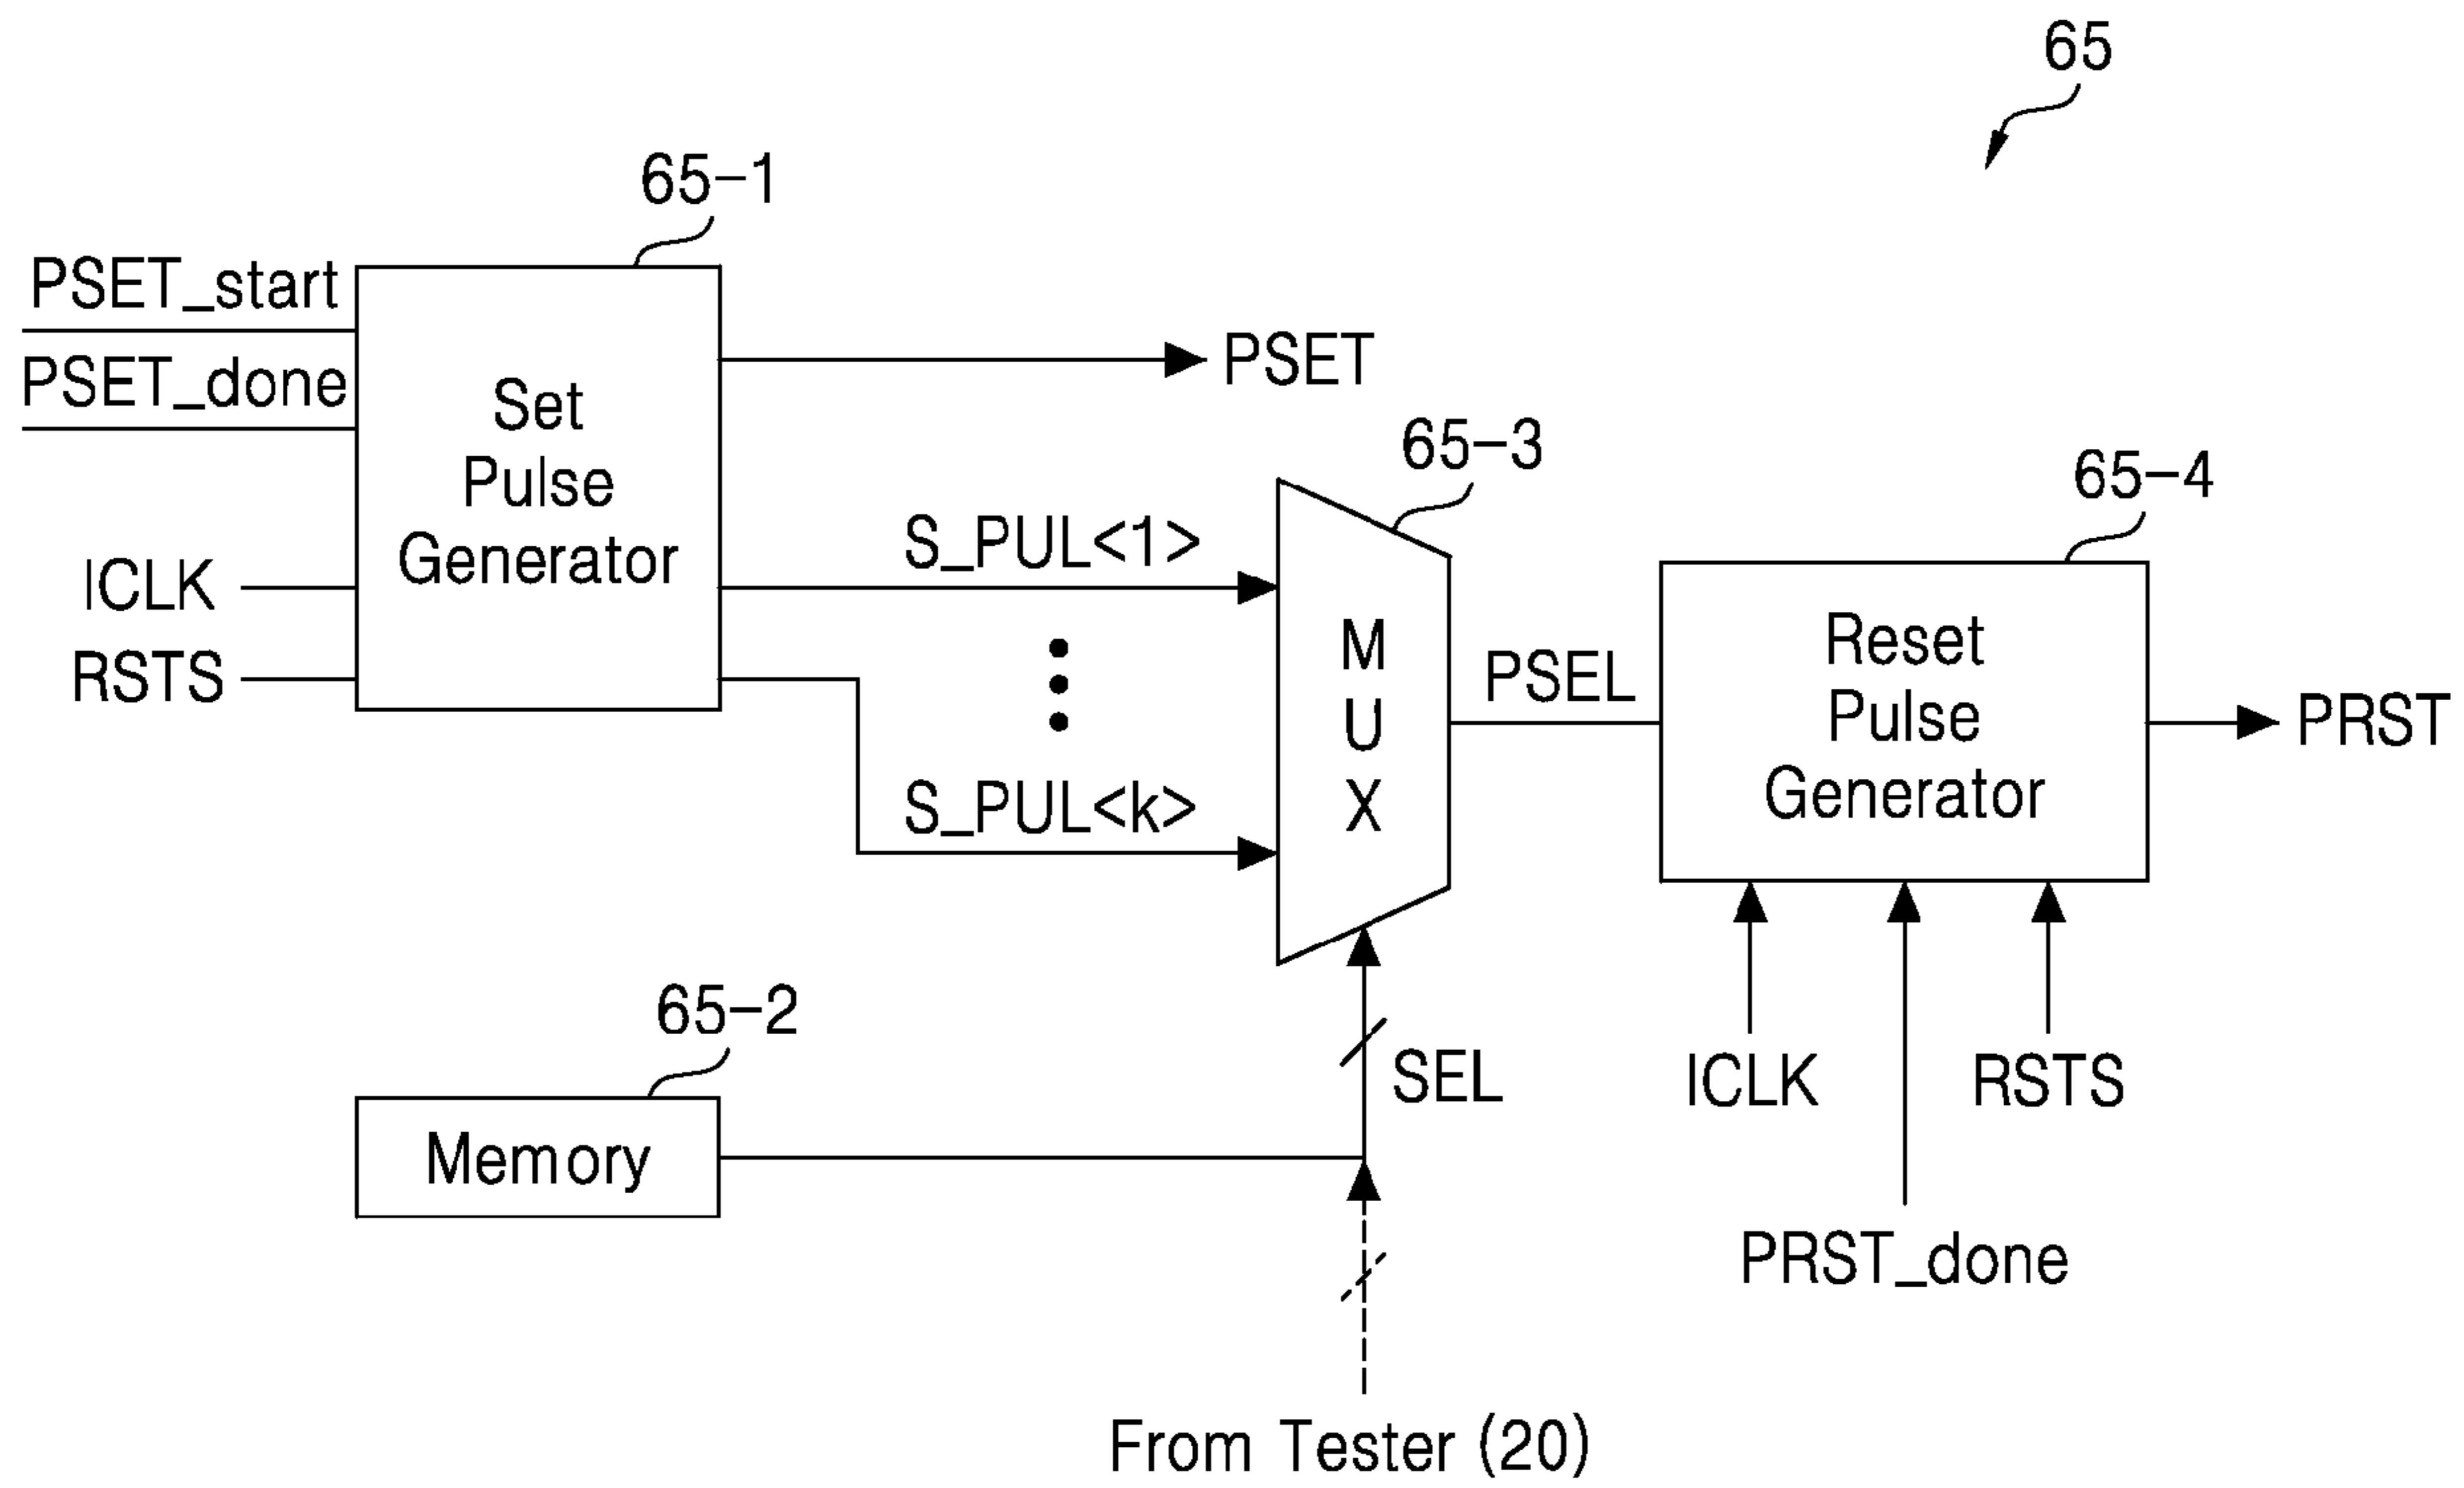 65
65-1
PSET_start
PSET_done
ICLK
RSTS
Set
Pulse
Generator
PSET
S_PUL<1>
S_PUL<k>
65-3
M
U
X
PSEL
65-4
Reset
Pulse
Generator
PRST
ICLK
RSTS
PRST_done
65-2
Memory
SEL
From Tester (20)